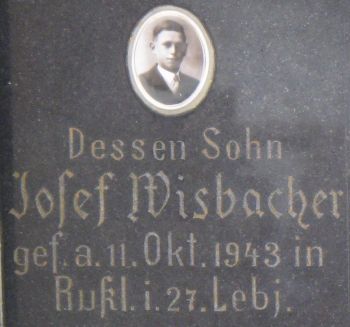 Dessen Sohn
Josef Wisbacher
gef. a. 11. Okt. 1943 in
Rußl. i. 27. Lebj.